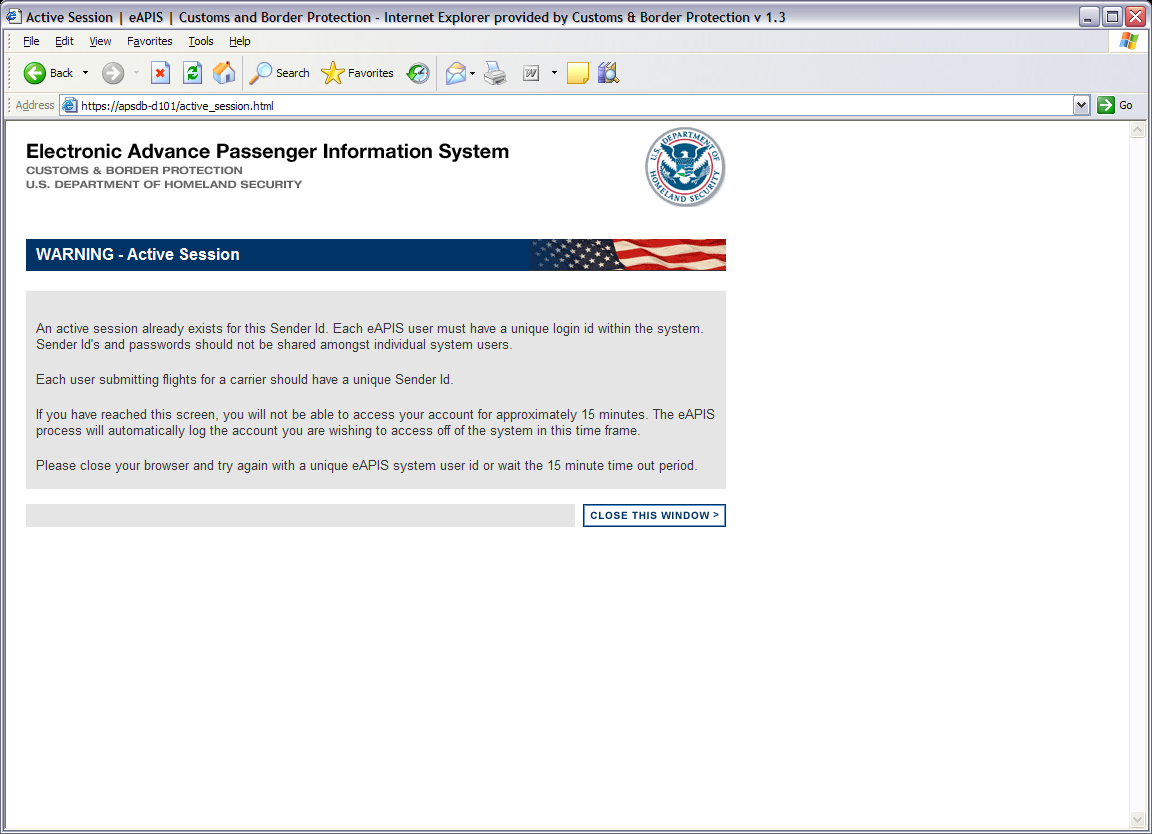 Active Session | eAPIS | Customs and Border Protection - Internet Explorer provided by Customs & Border Protection v 1.3
File Edit View Favorites Tools Help
Back Search Favorites
Address https://apsdb-d101/active_session.html Go
Electronic Advance Passenger Information System
CUSTOMS & BORDER PROTECTION
U.S. DEPARTMENT OF HOMELAND SECURITY
U.S. DEPARTMENT OF HOMELAND SECURITY
WARNING - Active Session
An active session already exists for this Sender Id. Each eAPIS user must have a unique login id within the system.
Sender Id's and passwords should not be shared amongst individual system users.
Each user submitting flights for a carrier should have a unique Sender Id.
If you have reached this screen, you will not be able to access your account for approximately 15 minutes. The eAPIS
process will automatically log the account you are wishing to access off of the system in this time frame.
Please close your browser and try again with a unique eAPIS system user id or wait the 15 minute time out period.
CLOSE THIS WINDOW >